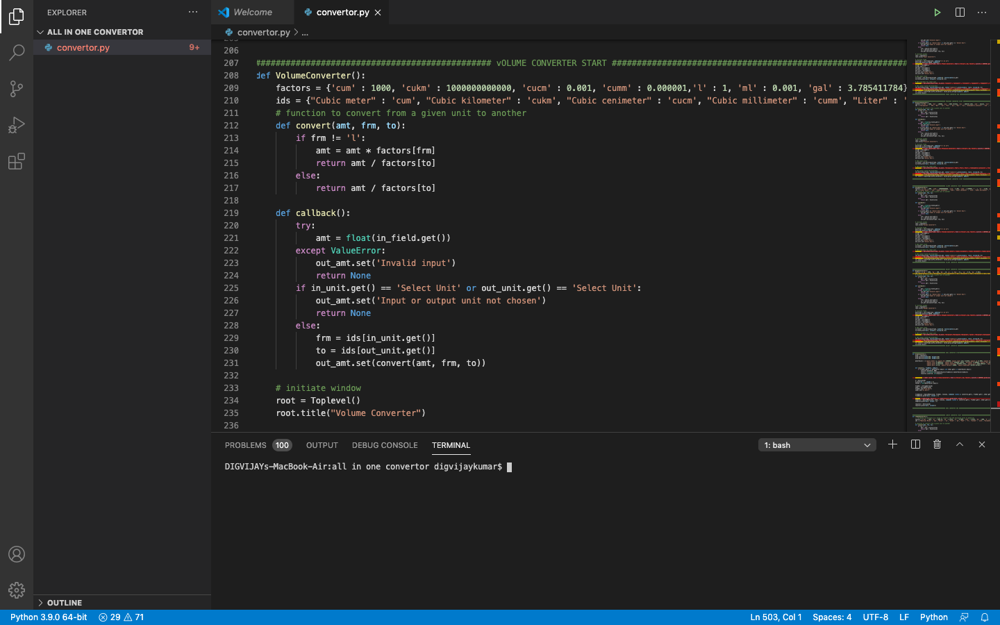 EXPLORER
ALL IN ONE CONVERTOR
convertor.py 9+
OUTLINE
Welcome convertor.py
convertor.py > ...
206
207 ############################################### vOLUME CONVERTER START ###########################################################
208 def VolumeConverter():
209 factors = {'cum' : 1000, 'cukm' : 1000000000000, 'cucm' : 0.001, 'cumm' : 0.000001,'l' : 1, 'ml' : 0.001, 'gal' : 3.785411784}
210 ids = {"Cubic meter" : 'cum', "Cubic kilometer" : 'cukm', "Cubic cenimeter" : 'cucm', "Cubic millimeter" : 'cumm', "Liter" : '
211 # function to convert from a given unit to another
212 def convert(amt, frm, to):
213 if frm != 'l':
214 amt = amt * factors[frm]
215 return amt / factors[to]
216 else:
217 return amt / factors[to]
218
219 def callback():
220 try:
221 amt = float(in_field.get())
222 except ValueError:
223 out_amt.set('Invalid input')
224 return None
225 if in_unit.get() == 'Select Unit' or out_unit.get() == 'Select Unit':
226 out_amt.set('Input or output unit not chosen')
227 return None
228 else:
229 frm = ids[in_unit.get()]
230 to = ids[out_unit.get()]
231 out_amt.set(convert(amt, frm, to))
232
233 # initiate window
234 root = Toplevel()
235 root.title("Volume Converter")
236
PROBLEMS 100 OUTPUT DEBUG CONSOLE TERMINAL 1: bash
DIGVIJAYs-MacBook-Air:all in one convertor digvijaykumar$
Python 3.9.0 64-bit 29 71 Ln 503, Col 1 Spaces: 4 UTF-8 LF Python